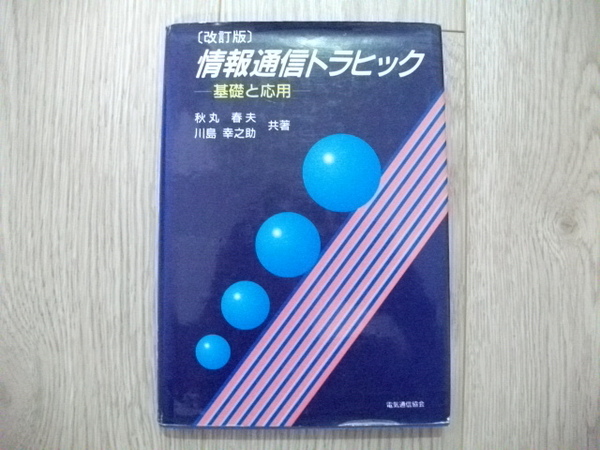 〔改訂版〕
情報通信トラヒック
―基礎と応用―
秋丸 春夫
川島 幸之助 共著
電気通信協会